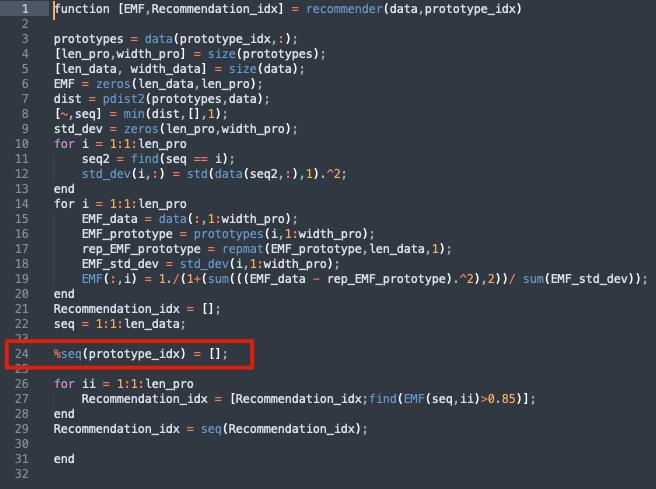 1 function [EMF,Recommendation_idx] = recommender(data,prototype_idx)
2
3 prototypes = data(prototype_idx,:);
4 [len_pro,width_pro] = size(prototypes);
5 [len_data, width_data] = size(data);
6 EMF = zeros(len_data,len_pro);
7 dist = pdist2(prototypes,data);
8 [~,seq] = min(dist,[],1);
9 std_dev = zeros(len_pro,width_pro);
10 for i = 1:1:len_pro
11     seq2 = find(seq == i);
12     std_dev(i,:) = std(data(seq2,:),1).^2;
13 end
14 for i = 1:1:len_pro
15     EMF_data = data(:,1:width_pro);
16     EMF_prototype = prototypes(i,1:width_pro);
17     rep_EMF_prototype = repmat(EMF_prototype,len_data,1);
18     EMF_std_dev = std_dev(i,1:width_pro);
19     EMF(:,i) = 1./(1+(sum(((EMF_data - rep_EMF_prototype).^2),2))/ sum(EMF_std_dev));
20 end
21 Recommendation_idx = [];
22 seq = 1:1:len_data;
23
24 %seq(prototype_idx) = [];
25
26 for ii = 1:1:len_pro
27     Recommendation_idx = [Recommendation_idx;find(EMF(seq,ii)>0.85)];
28 end
29 Recommendation_idx = seq(Recommendation_idx);
30
31 end
32